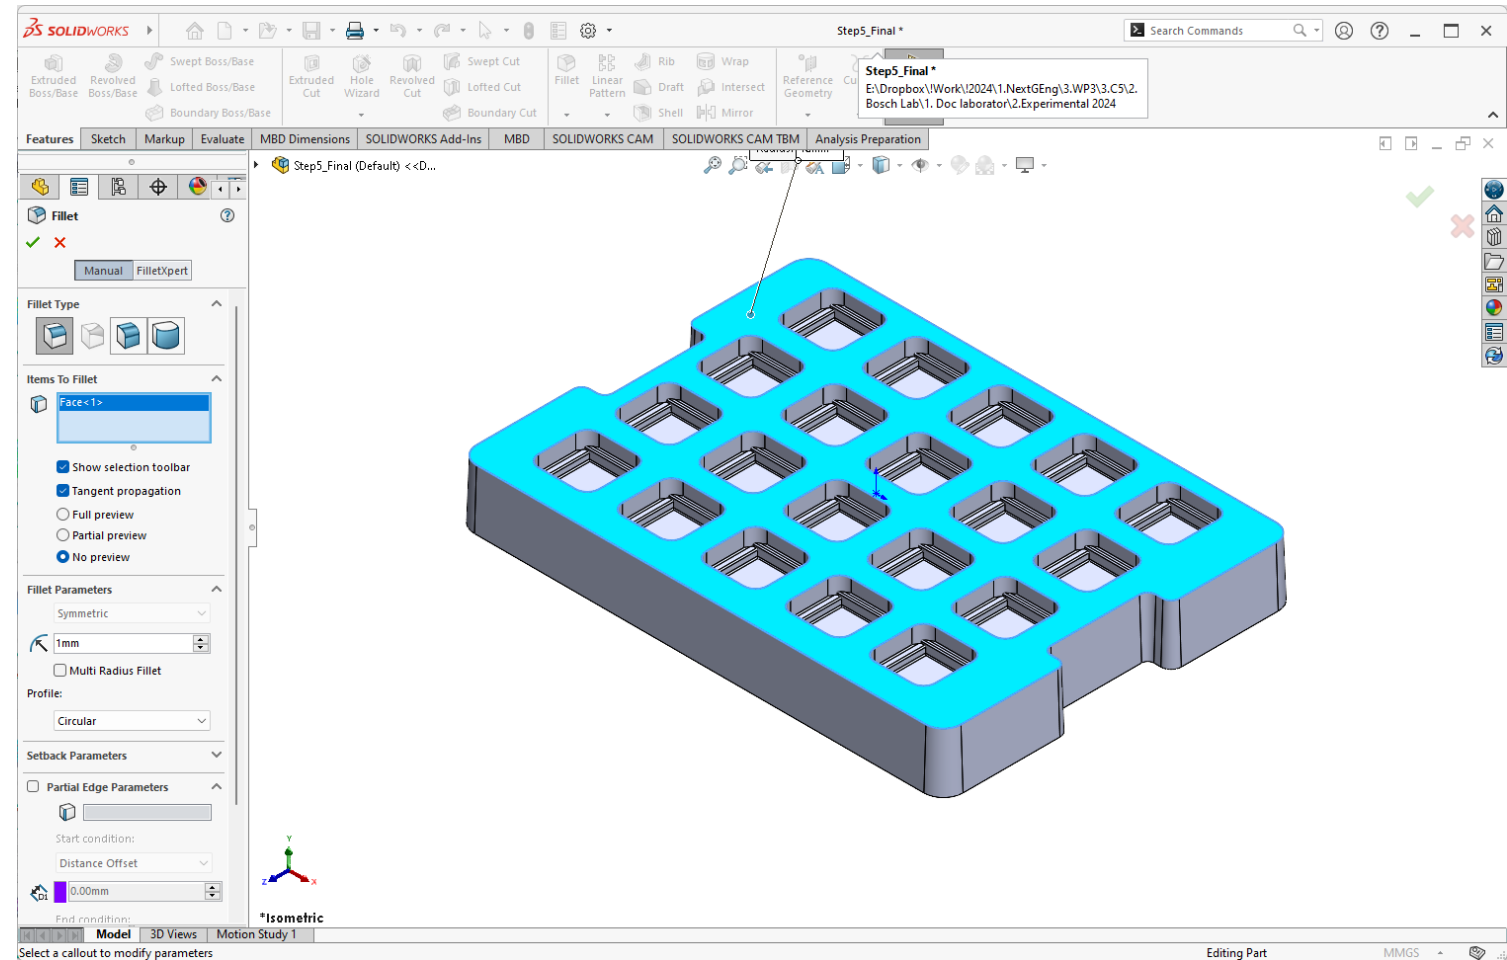 SOLIDWORKS
Step5_Final *
Search Commands
Extruded Boss/Base
Revolved Boss/Base
Swept Boss/Base
Lofted Boss/Base
Boundary Boss/Base
Extruded Cut
Hole Wizard
Revolved Cut
Swept Cut
Lofted Cut
Boundary Cut
Fillet
Linear Pattern
Rib
Draft
Shell
Wrap
Intersect
Mirror
Reference Geometry
Step5_Final *
E:\Dropbox\!Work\!2024\1.NextGEng\3.WP3\3.C5\2.
Bosch Lab\1. Doc laborator\2.Experimental 2024
Features Sketch Markup Evaluate MBD Dimensions SOLIDWORKS Add-Ins MBD SOLIDWORKS CAM SOLIDWORKS CAM TBM Analysis Preparation
Step5_Final (Default) <<D...
Fillet
Manual FilletXpert
Fillet Type
Items To Fillet
Face<1>
Show selection toolbar
Tangent propagation
Full preview
Partial preview
No preview
Fillet Parameters
Symmetric
1mm
Multi Radius Fillet
Profile:
Circular
Setback Parameters
Partial Edge Parameters
Start condition:
Distance Offset
D1
0.00mm
End condition:
Y
Z
X
*Isometric
Model 3D Views Motion Study 1
Select a callout to modify parameters
Editing Part
MMGS